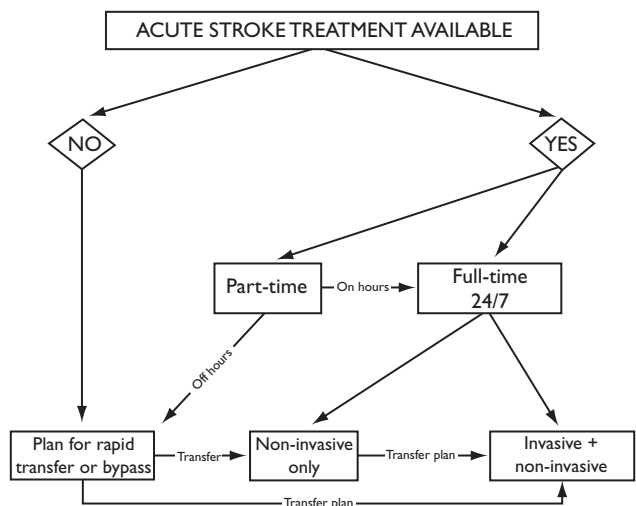 ACUTE STROKE TREATMENT AVAILABLE
NO
YES
Part-time
On hours
Full-time
24/7
Off hours
Plan for rapid
transfer or bypass
Transfer
Non-invasive
only
Transfer plan
Invasive +
non-invasive
Transfer plan